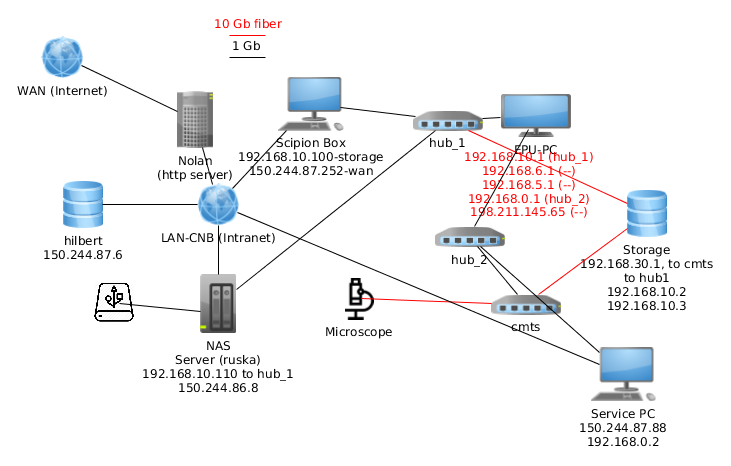 10 Gb fiber
1 Gb
WAN (Internet)
Nolan
(http server)
Scipion Box
192.168.10.100-storage
150.244.87.252-wan
hub_1
EPU-PC
192.168.10.1 (hub_1)
192.168.6.1 (--)
192.168.5.1 (--)
192.168.0.1 (hub_2)
198.211.145.65 (--)
hilbert
150.244.87.6
LAN-CNB (Intranet)
hub_2
Storage
192.168.30.1, to cmts
to hub1
192.168.10.2
192.168.10.3
Microscope
cmts
NAS
Server (ruska)
192.168.10.110 to hub_1
150.244.86.8
Service PC
150.244.87.88
192.168.0.2